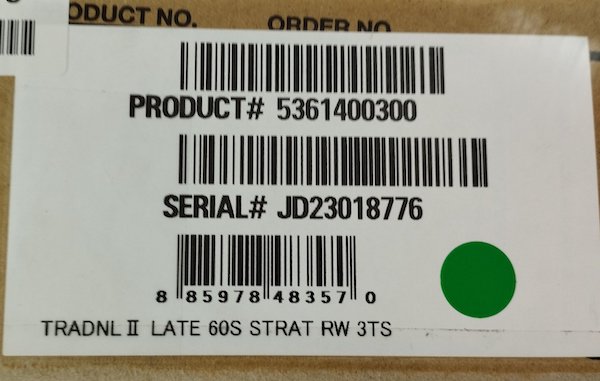 ODUCT NO.
ORDER NO
PRODUCT# 5361400300
SERIAL# JD23018776
8 85978 48357 0
TRADNL II LATE 60S STRAT RW 3TS